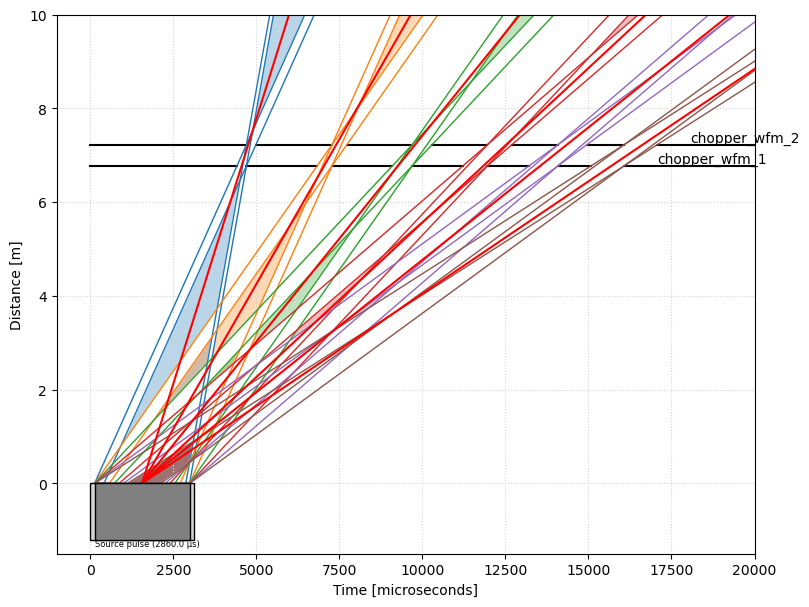 10
8
chopper_wfm_2
chopper_wfm_1
6
4
2
0
Source pulse (2860.0 μs)
0 2500 5000 7500 10000 12500 15000 17500 20000
Time [microseconds]
Distance [m]